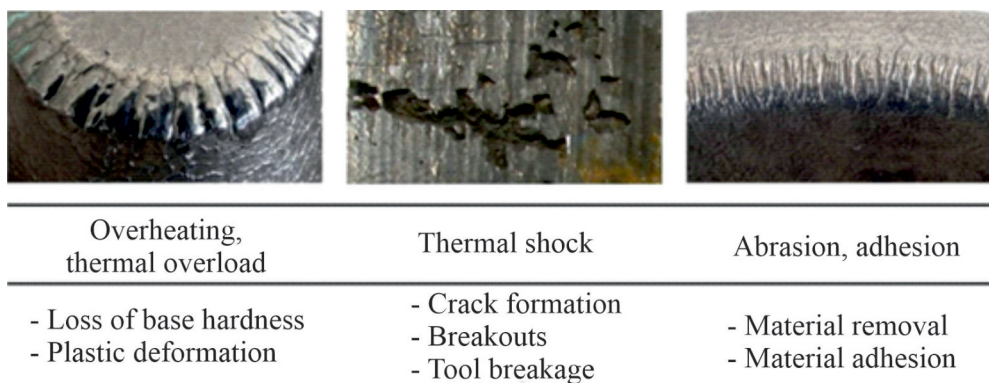 Overheating,
thermal overload
Thermal shock
Abrasion, adhesion
- Loss of base hardness
- Plastic deformation
- Crack formation
- Breakouts
- Tool breakage
- Material removal
- Material adhesion